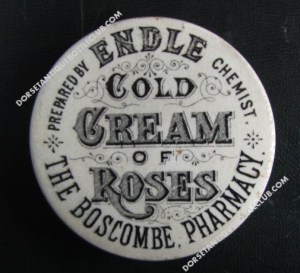 PREPARED BY ENDLE CHEMIST.
COLD
CREAM
OF
ROSES
THE BOSCOMBE, PHARMACY